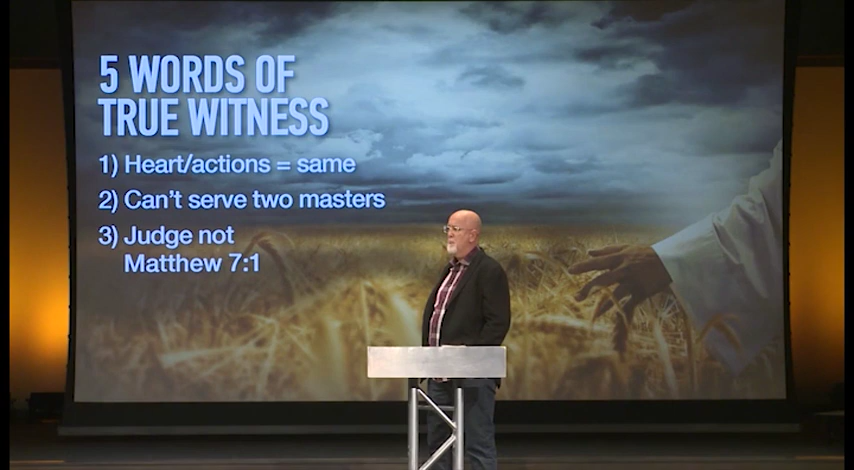 5 WORDS OF
TRUE WITNESS
1) Heart/actions = same
2) Can't serve two masters
3) Judge not
Matthew 7:1